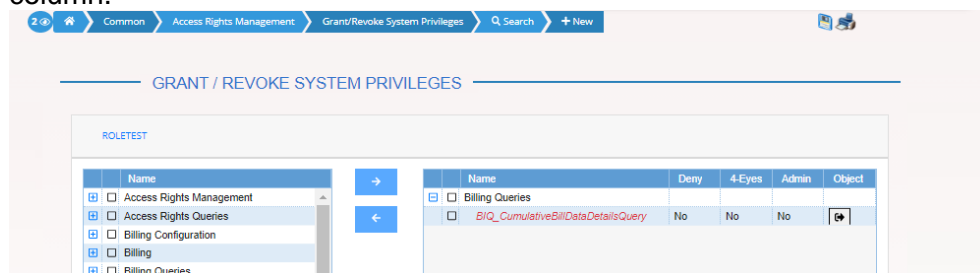 column.
2 Common Access Rights Management Grant/Revoke System Privileges Search + New
GRANT / REVOKE SYSTEM PRIVILEGES
ROLETEST
Name Name Deny 4-Eyes Admin Object
Access Rights Management Billing Queries
Access Rights Queries BIQ_CumulativeBillDataDetailsQuery No No No
Billing Configuration
Billing
Billing Queries